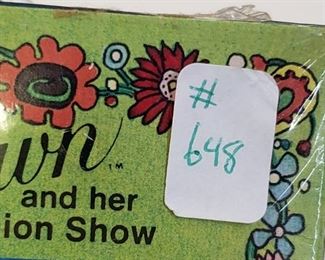 #
648
wn™
and her
ion Show